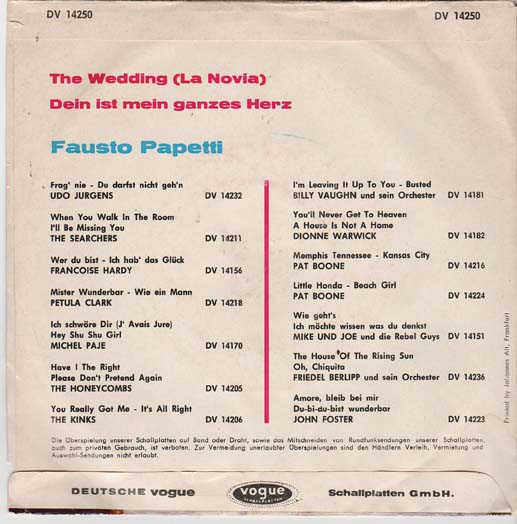 DV 14250
DV 14250
The Wedding (La Novia)
Dein ist mein ganzes Herz
Fausto Papetti
Frag' nie - Du darfst nicht geh'n
UDO JURGENS DV 14232
When You Walk In The Room
I'll Be Missing You
THE SEARCHERS DV 14211
Wer du bist - Ich hab' das Glück
FRANCOISE HARDY DV 14156
Mister Wunderbar - Wie ein Mann
PETULA CLARK DV 14218
Ich schwöre Dir (J' Avais Jure)
Hey Shu Shu Girl
MICHEL PAJE DV 14170
Have I The Right
Please Don't Pretend Again
THE HONEYCOMBS DV 14205
You Really Got Me - It's All Right
THE KINKS DV 14206
I'm Leaving It Up To You - Busted
BILLY VAUGHN und sein Orchester DV 14181
You'll Never Get To Heaven
A House Is Not A Home
DIONNE WARWICK DV 14182
Memphis Tennessee - Kansas City
PAT BOONE DV 14216
Little Honda - Beach Girl
PAT BOONE DV 14224
Wie geht's
Ich möchte wissen was du denkst
MIKE UND JOE und die Rebel Guys DV 14151
The House Of The Rising Sun
Oh, Chiquita
FRIEDEL BERLIPP und sein Orchester DV 14236
Amore, bleib bei mir
Du-bi-du-bist wunderbar
JOHN FOSTER DV 14223
Printed by Johannes Alt, Frankfurt
Die Überspielung unserer Schallplatten auf Band oder Draht, sowie das Mitschneiden von Rundfunksendungen unserer Schallplatten,
auch zum privaten Gebrauch, ist verboten. Zur Vermeidung unerlaubter Überspielungen sind den Händlern Verleih, Vermietung und
Auswahl-Sendungen nicht erlaubt.
DEUTSCHE vogue vogue SCHALLPLATTEN Schallplatten GmbH.